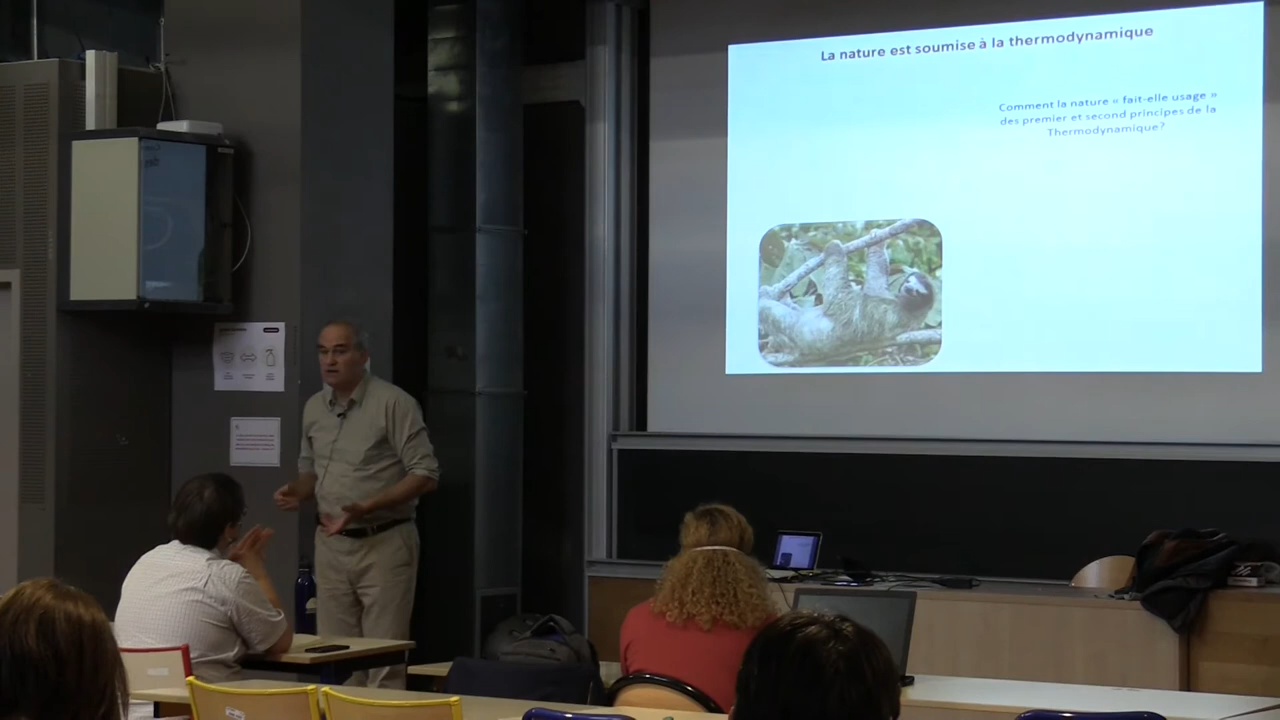 La nature est soumise à la thermodynamique
Comment la nature « fait-elle usage »
des premier et second principes de la
Thermodynamique?